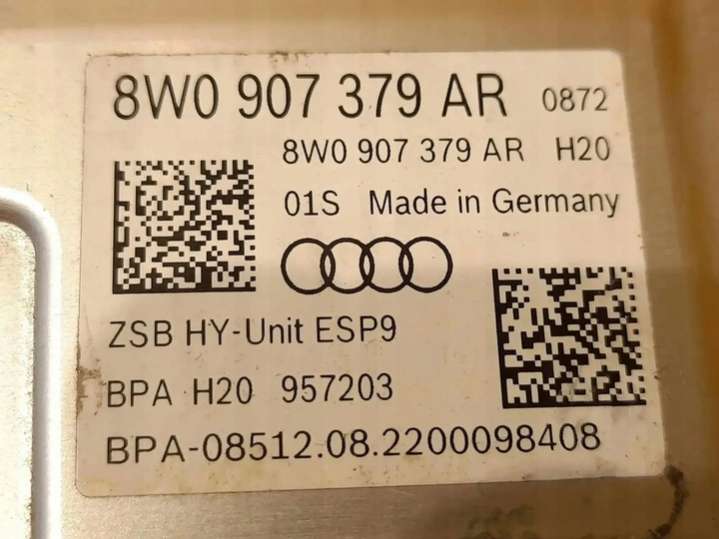 8W0 907 379 AR 0872
8W0 907 379 AR H20
01S Made in Germany
ZSB HY-Unit ESP9
BPA H20 957203
BPA-08512.08.2200098408